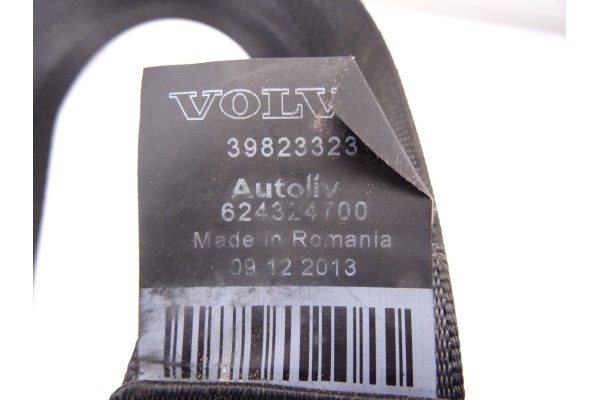 VOLV
39823323
Autoliv
624324700
Made in Romania
09 12 2013